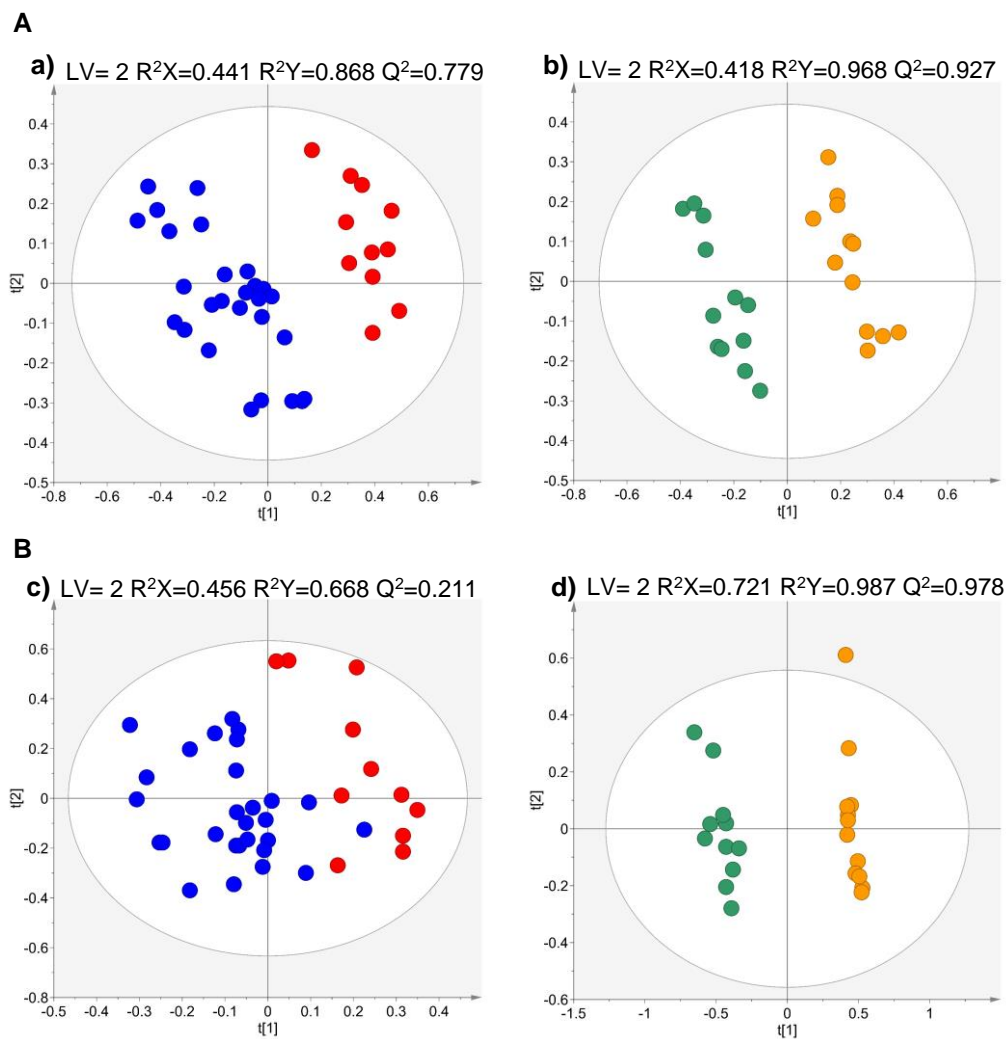 A
a) LV= 2 R²X=0.441 R²Y=0.868 Q²=0.779
0.4
0.3
0.2
0.1
0
-0.1
-0.2
-0.3
-0.4
-0.5
t[2]
-0.8 -0.6 -0.4 -0.2 0 0.2 0.4 0.6
t[1]
b) LV= 2 R²X=0.418 R²Y=0.968 Q²=0.927
0.4
0.3
0.2
0.1
0
-0.1
-0.2
-0.3
-0.4
-0.5
t[2]
-0.8 -0.6 -0.4 -0.2 0 0.2 0.4 0.6
t[1]
B
c) LV= 2 R²X=0.456 R²Y=0.668 Q²=0.211
0.6
0.4
0.2
0
-0.2
-0.4
-0.6
-0.8
t[2]
-0.5 -0.4 -0.3 -0.2 -0.1 0 0.1 0.2 0.3 0.4
t[1]
d) LV= 2 R²X=0.721 R²Y=0.987 Q²=0.978
0.6
0.4
0.2
0
-0.2
-0.4
-0.6
t[2]
-1.5 -1 -0.5 0 0.5 1
t[1]